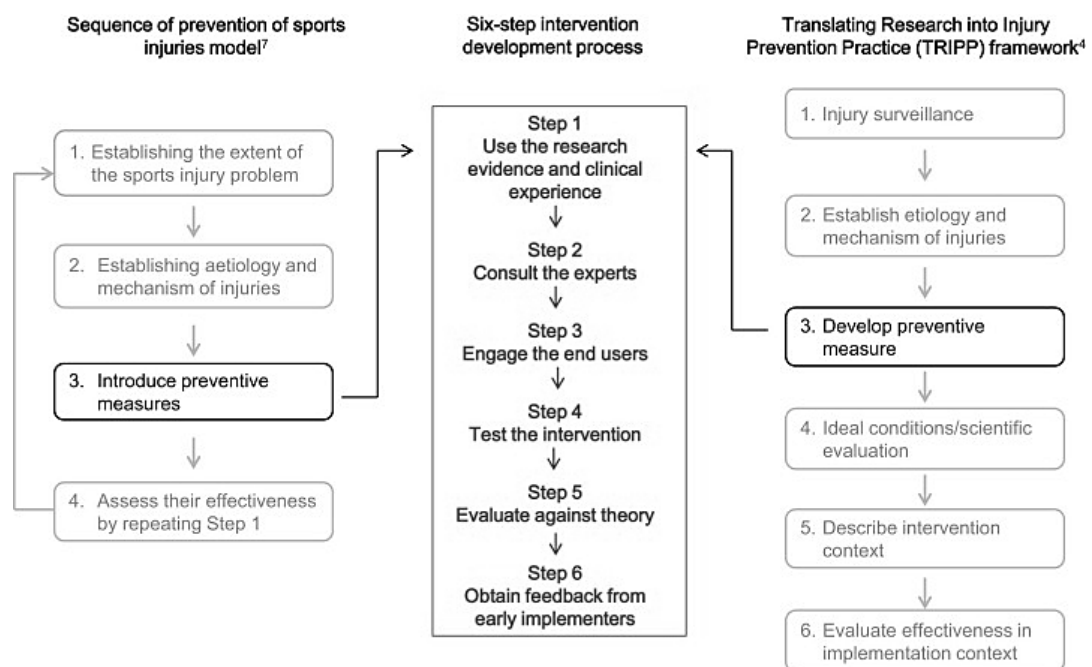 Sequence of prevention of sports
injuries model⁷
1. Establishing the extent of
the sports injury problem
2. Establishing aetiology and
mechanism of injuries
3. Introduce preventive
measures
4. Assess their effectiveness
by repeating Step 1
Six-step intervention
development process
Step 1
Use the research
evidence and clinical
experience
Step 2
Consult the experts
Step 3
Engage the end users
Step 4
Test the intervention
Step 5
Evaluate against theory
Step 6
Obtain feedback from
early implementers
Translating Research into Injury
Prevention Practice (TRIPP) framework⁴
1. Injury surveillance
2. Establish etiology and
mechanism of injuries
3. Develop preventive
measure
4. Ideal conditions/scientific
evaluation
5. Describe intervention
context
6. Evaluate effectiveness in
implementation context